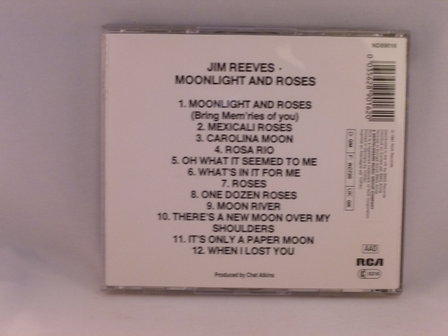 JIM REEVES -
MOONLIGHT AND ROSES
1. MOONLIGHT AND ROSES
(Bring Mem'ries of you)
2. MEXICALI ROSES
3. CAROLINA MOON
4. ROSA RIO
5. OH WHAT IT SEEMED TO ME
6. WHAT'S IN IT FOR ME
7. ROSES
8. ONE DOZEN ROSES
9. MOON RIVER
10. THERE'S A NEW MOON OVER MY
SHOULDERS
11. IT'S ONLY A PAPER MOON
12. WHEN I LOST YOU
Produced by Chet Atkins
AAD
RCA